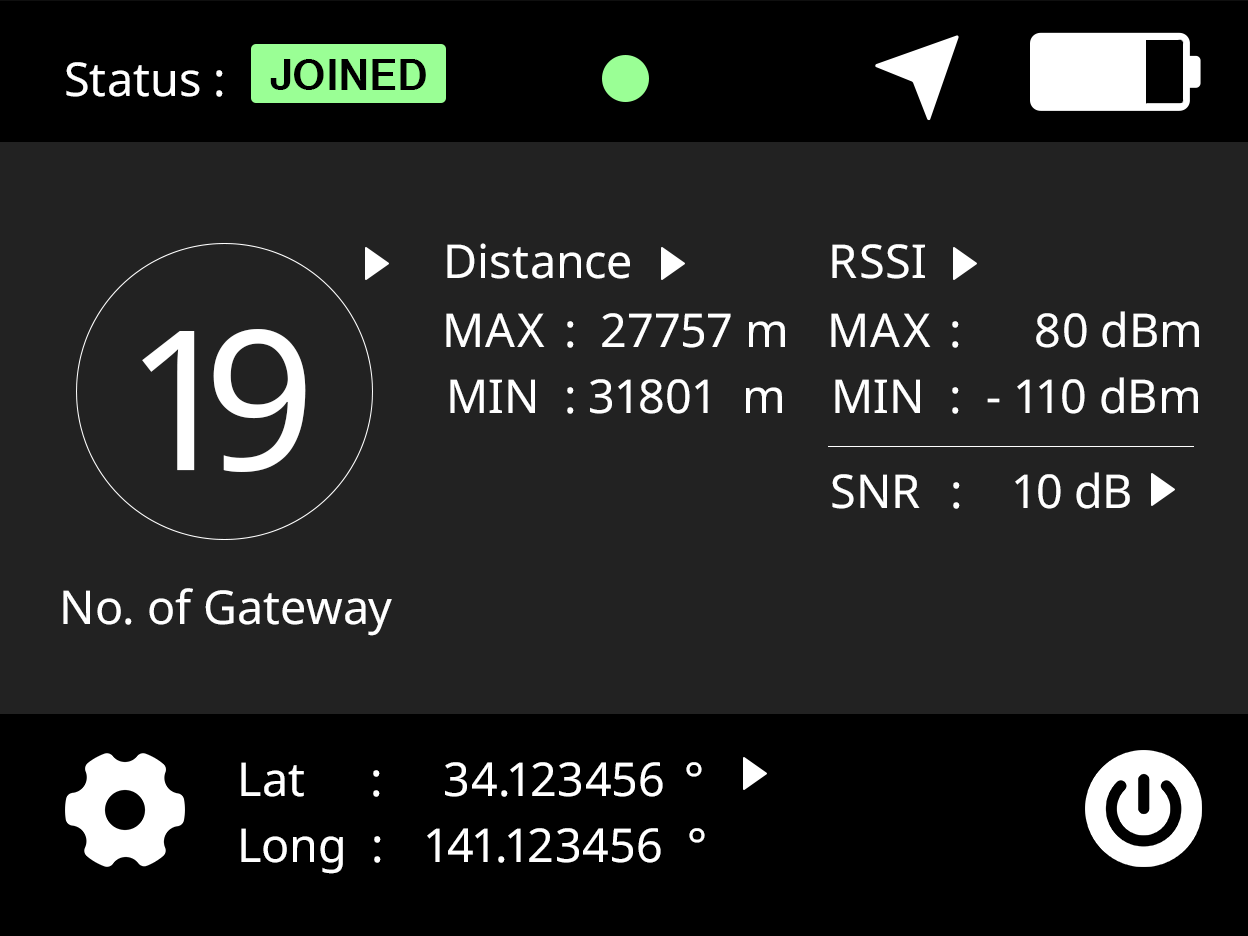 Status : JOINED
19
No. of Gateway
Distance
MAX : 27757 m
MIN : 31801 m
RSSI
MAX : 80 dBm
MIN : - 110 dBm
SNR : 10 dB
Lat : 34.123456 °
Long : 141.123456 °